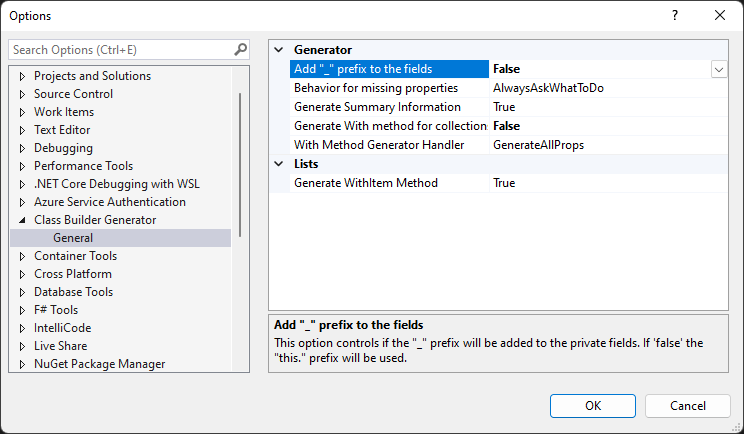 Options
?
Search Options (Ctrl+E)
Projects and Solutions
Source Control
Work Items
Text Editor
Debugging
Performance Tools
.NET Core Debugging with WSL
Azure Service Authentication
Class Builder Generator
General
Container Tools
Cross Platform
Database Tools
F# Tools
IntelliCode
Live Share
NuGet Package Manager
Generator
Add "_" prefix to the fields False
Behavior for missing properties AlwaysAskWhatToDo
Generate Summary Information True
Generate With method for collections False
With Method Generator Handler GenerateAllProps
Lists
Generate WithItem Method True
Add "_" prefix to the fields
This option controls if the "_" prefix will be added to the private fields. If 'false' the
"this." prefix will be used.
OK Cancel